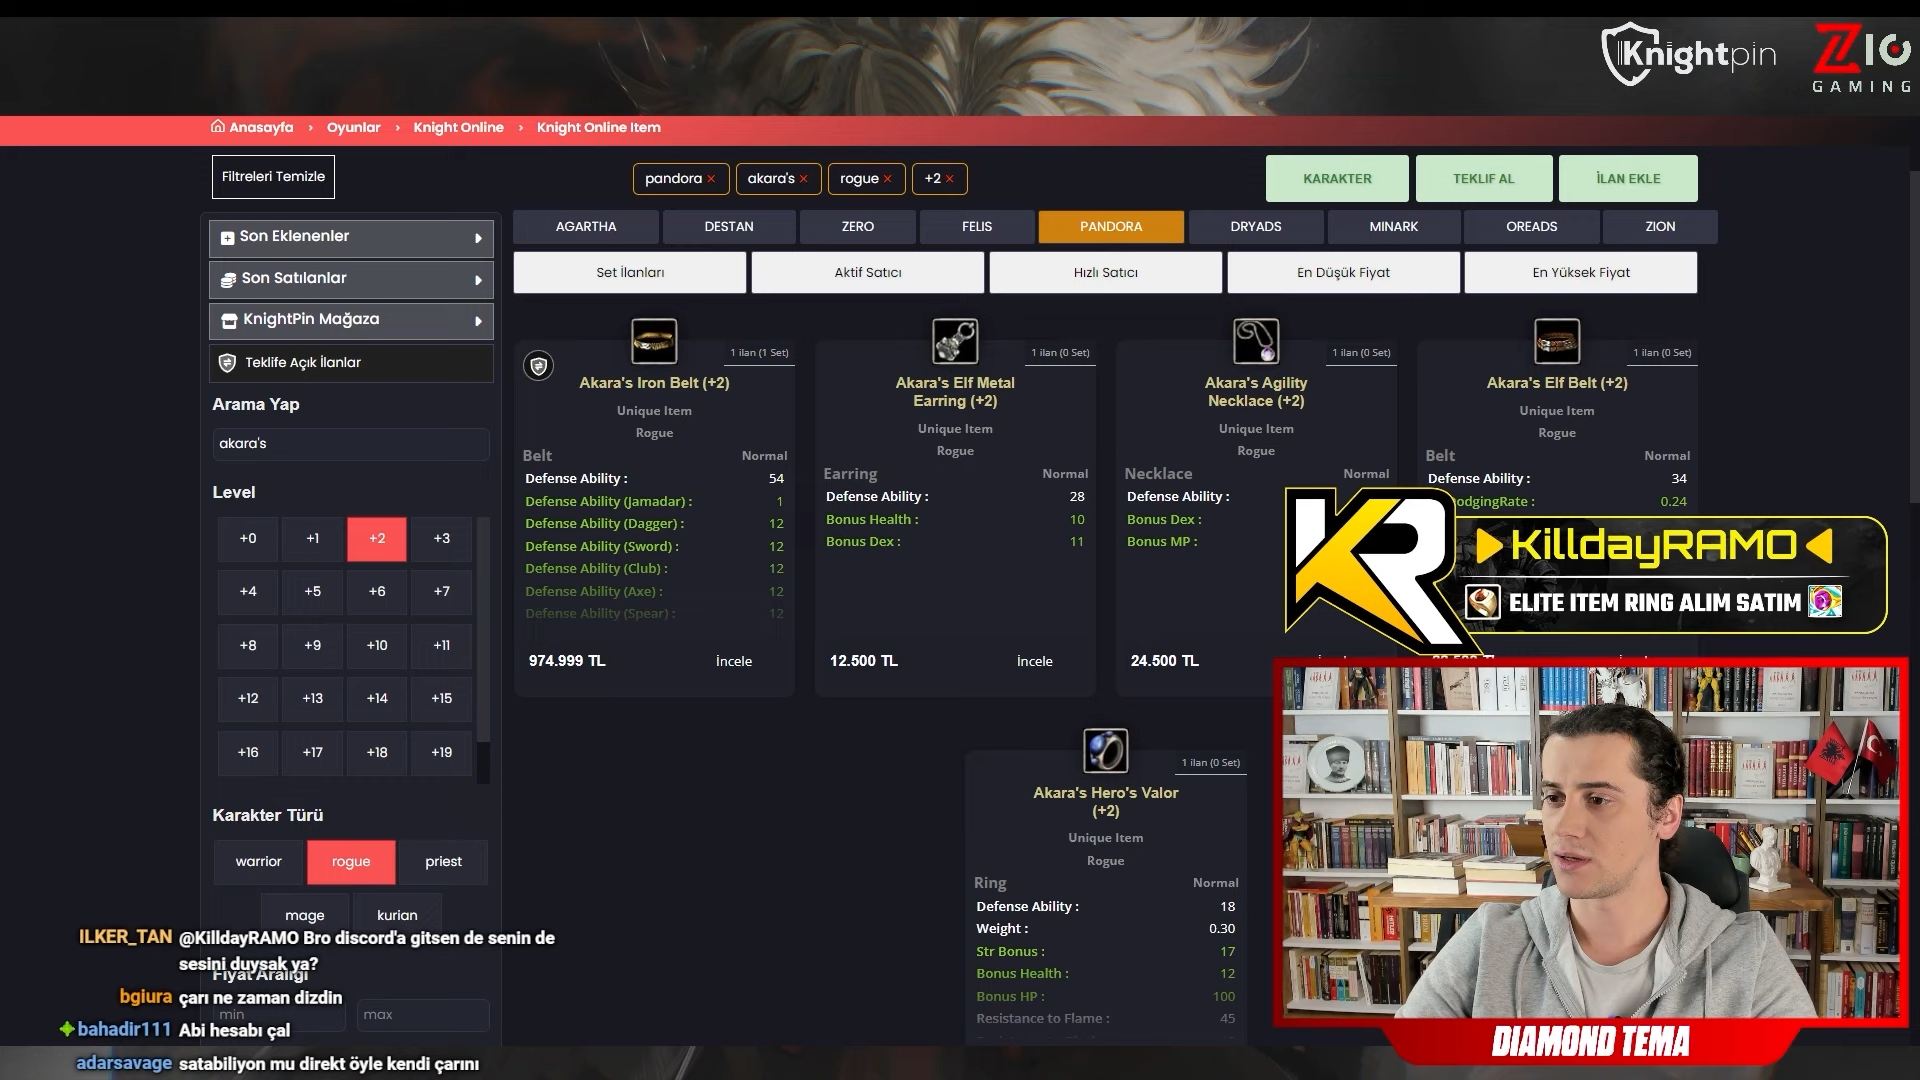 Knightpin
ZIG
GAMING
Anasayfa › Oyunlar › Knight Online › Knight Online Item
Filtreleri Temizle
pandora × akara's × rogue × +2 ×
KARAKTER TEKLIF AL İLAN EKLE
AGARTHA DESTAN ZERO FELIS PANDORA DRYADS MINARK OREADS ZION
Set İlanları Aktif Satıcı Hızlı Satıcı En Düşük Fiyat En Yüksek Fiyat
Son Eklenenler
Son Satılanlar
KnightPin Mağaza
Teklife Açık İlanlar
Arama Yap
akara's
Level
+0 +1 +2 +3
+4 +5 +6 +7
+8 +9 +10 +11
+12 +13 +14 +15
+16 +17 +18 +19
Karakter Türü
warrior rogue priest
mage kurian
Fiyat Aralığı
min max
1 ilan (1 Set)
Akara's Iron Belt (+2)
Unique Item
Rogue
Belt Normal
Defense Ability : 54
Defense Ability (Jamadar) : 1
Defense Ability (Dagger) : 12
Defense Ability (Sword) : 12
Defense Ability (Club) : 12
Defense Ability (Axe) : 12
Defense Ability (Spear) : 12
974.999 TL İncele
1 ilan (0 Set)
Akara's Elf Metal
Earring (+2)
Unique Item
Rogue
Earring Normal
Defense Ability : 28
Bonus Health : 10
Bonus Dex : 11
12.500 TL İncele
1 ilan (0 Set)
Akara's Agility
Necklace (+2)
Unique Item
Rogue
Necklace Normal
Defense Ability :
Bonus Dex :
Bonus MP :
24.500 TL
1 ilan (0 Set)
Akara's Elf Belt (+2)
Unique Item
Rogue
Belt Normal
Defense Ability : 34
0.24
1 ilan (0 Set)
Akara's Hero's Valor
(+2)
Unique Item
Rogue
Ring Normal
Defense Ability : 18
Weight : 0.30
Str Bonus : 17
Bonus Health : 12
Bonus HP : 100
Resistance to Flame : 45
KR
KilldayRAMO
ELITE ITEM RING ALIM SATIM
DIAMOND TEMA
ILKER_TAN @KilldayRAMO Bro discord'a gitsen de senin de
sesini duysak ya?
bgiura çarı ne zaman dizdin
bahadir111 Abi hesabı çal
adarsavage satabiliyon mu direkt öyle kendi çarını